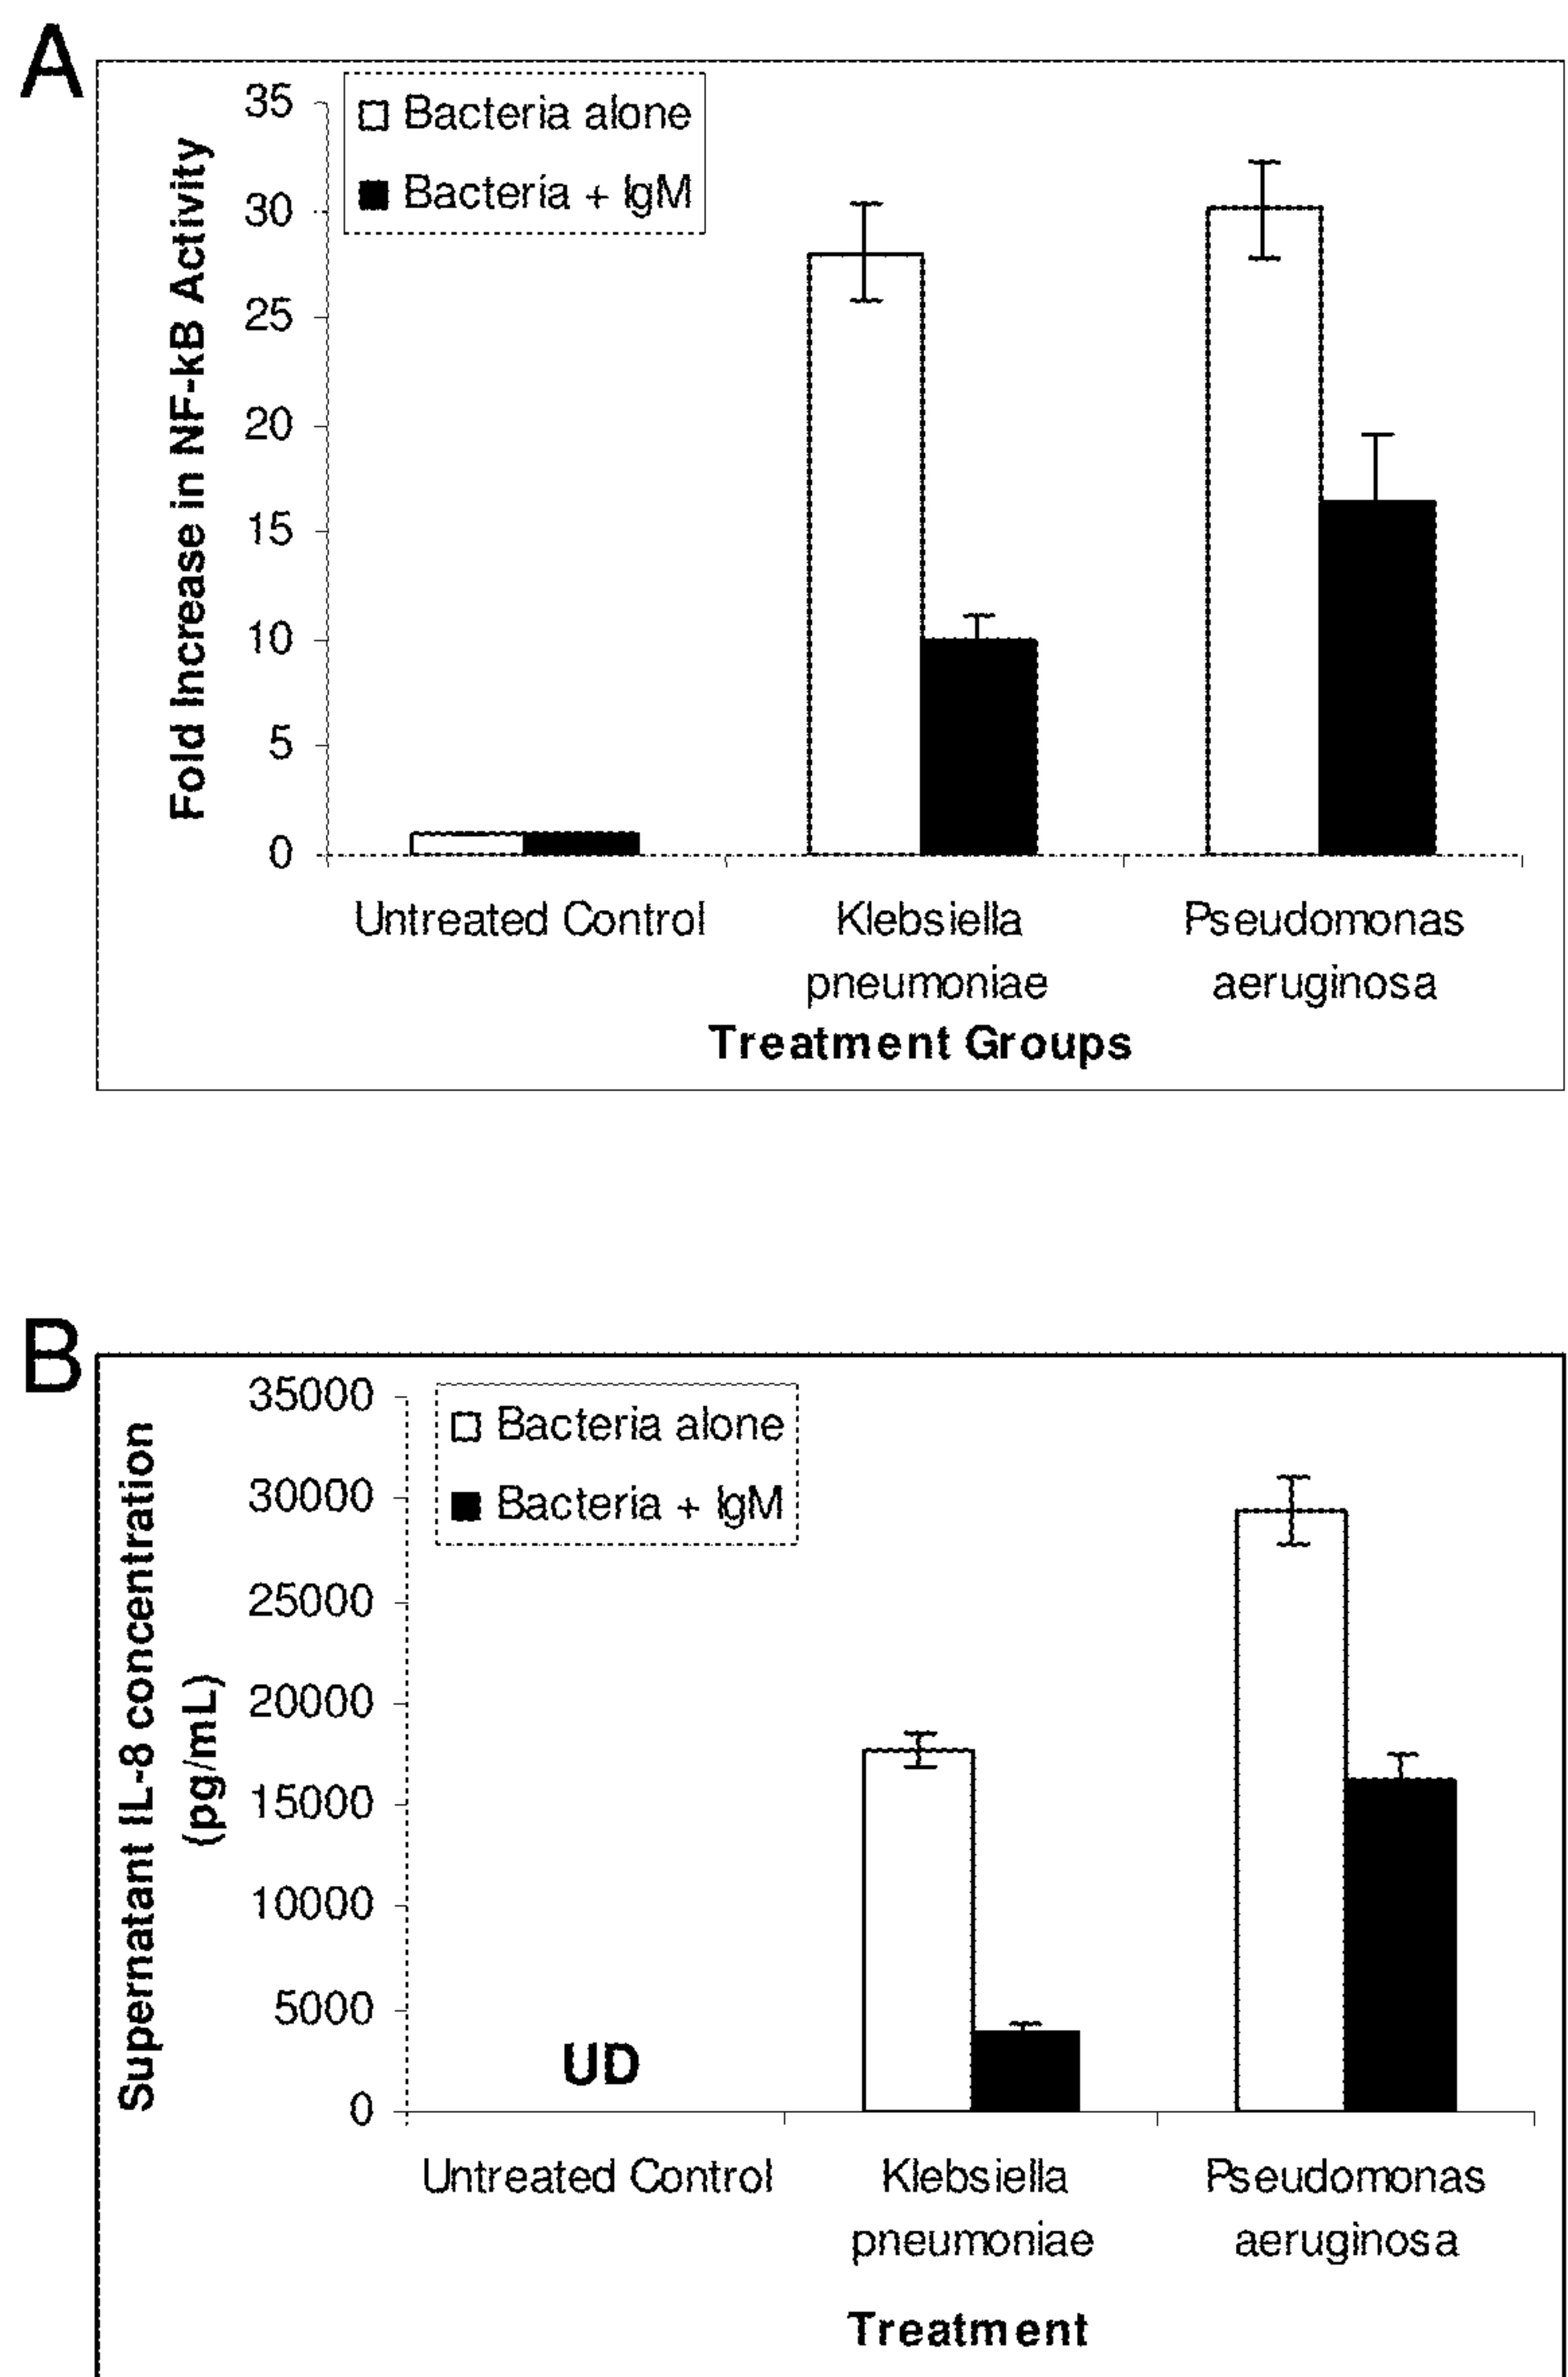 A
Bacteria alone
Bacteria + IgM
Fold Increase in NF-kB Activity
35
30
25
20
15
10
5
0
Untreated Control
Klebsiella
pneumoniae
Pseudomonas
aeruginosa
Treatment Groups
B
Bacteria alone
Bacteria + IgM
Supernatant IL-8 concentration
(pg/mL)
35000
30000
25000
20000
15000
10000
5000
0
UD
Untreated Control
Klebsiella
pneumoniae
Pseudomonas
aeruginosa
Treatment